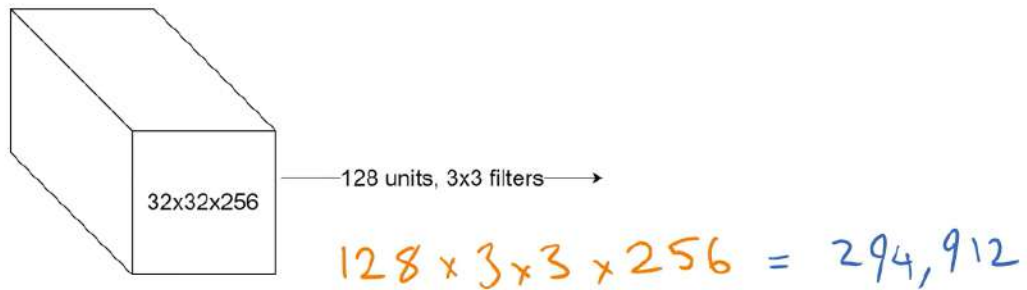 32x32x256
128 units, 3x3 filters
128 x 3 x 3 x 256 = 294,912